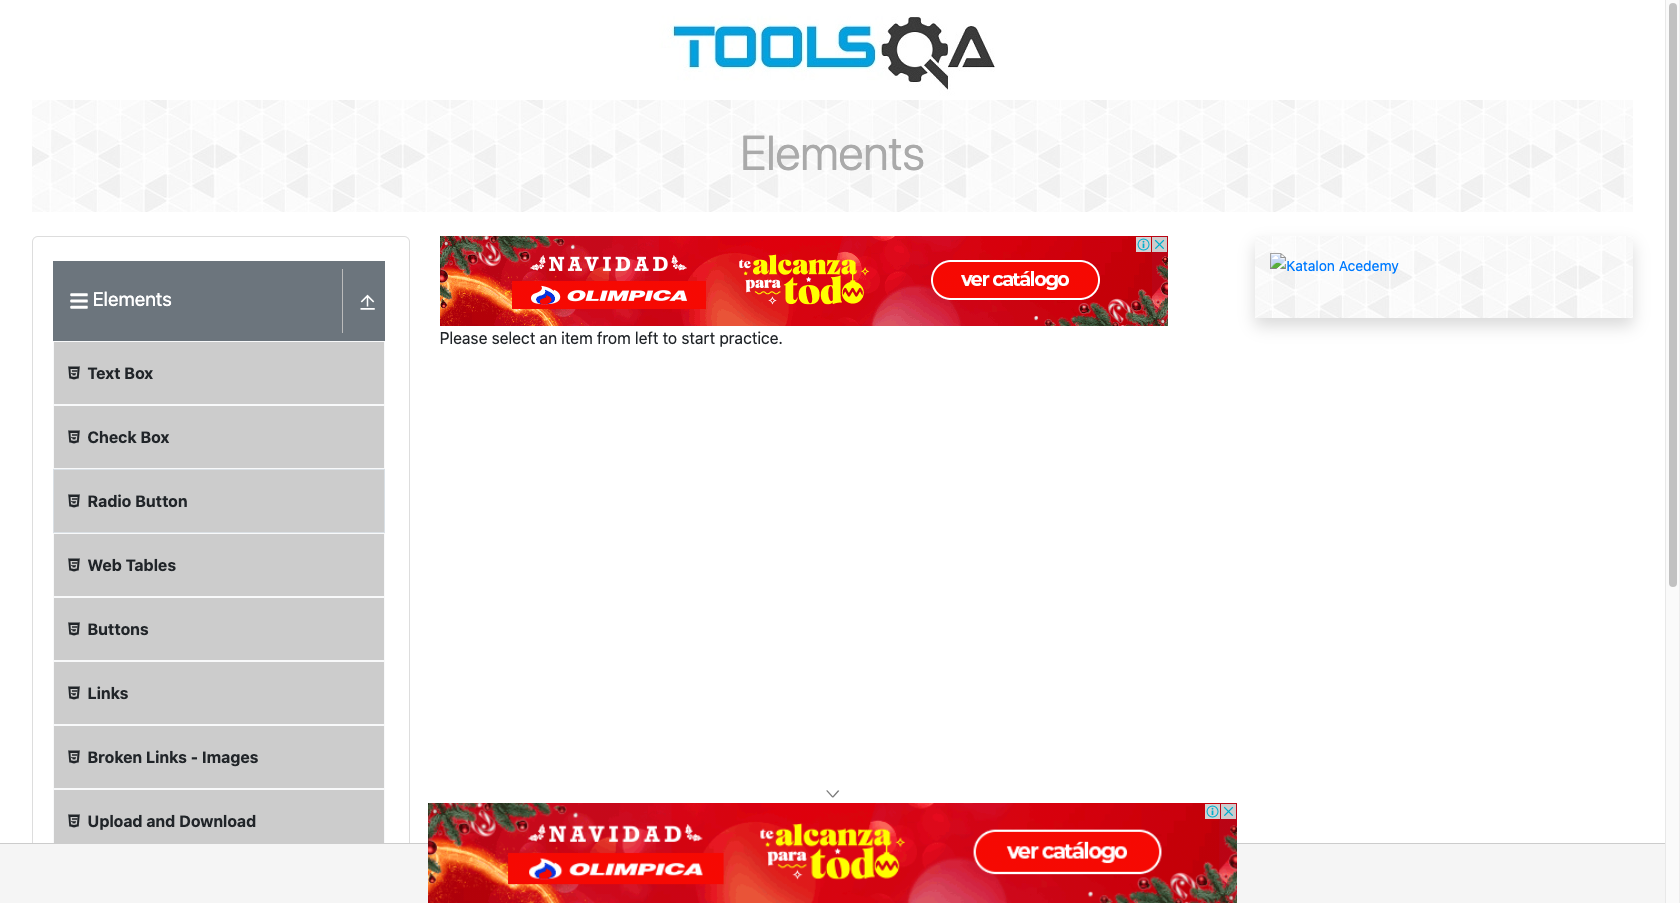 TOOLSQA
Elements
Elements
Text Box
Check Box
Radio Button
Web Tables
Buttons
Links
Broken Links - Images
Upload and Download
NAVIDAD
OLIMPICA
te alcanza
para todo
ver catálogo
Please select an item from left to start practice.
Katalon Acedemy
NAVIDAD
OLIMPICA
te alcanza
para todo
ver catálogo